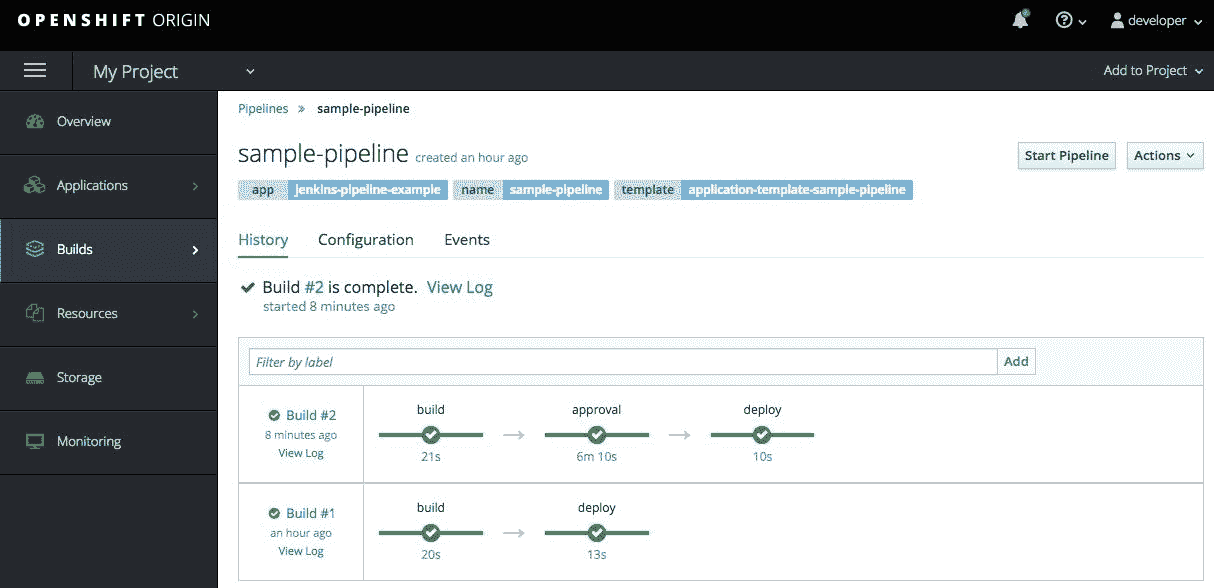 OPENSHIFT ORIGIN
developer
My Project
Add to Project
Overview
Applications
Builds
Resources
Storage
Monitoring
Pipelines » sample-pipeline
sample-pipeline created an hour ago
Start Pipeline
Actions
app jenkins-pipeline-example name sample-pipeline template application-template-sample-pipeline
History Configuration Events
Build #2 is complete. View Log
started 8 minutes ago
Filter by label
Add
Build #2
8 minutes ago
View Log
build
21s
approval
6m 10s
deploy
10s
Build #1
an hour ago
View Log
build
20s
deploy
13s